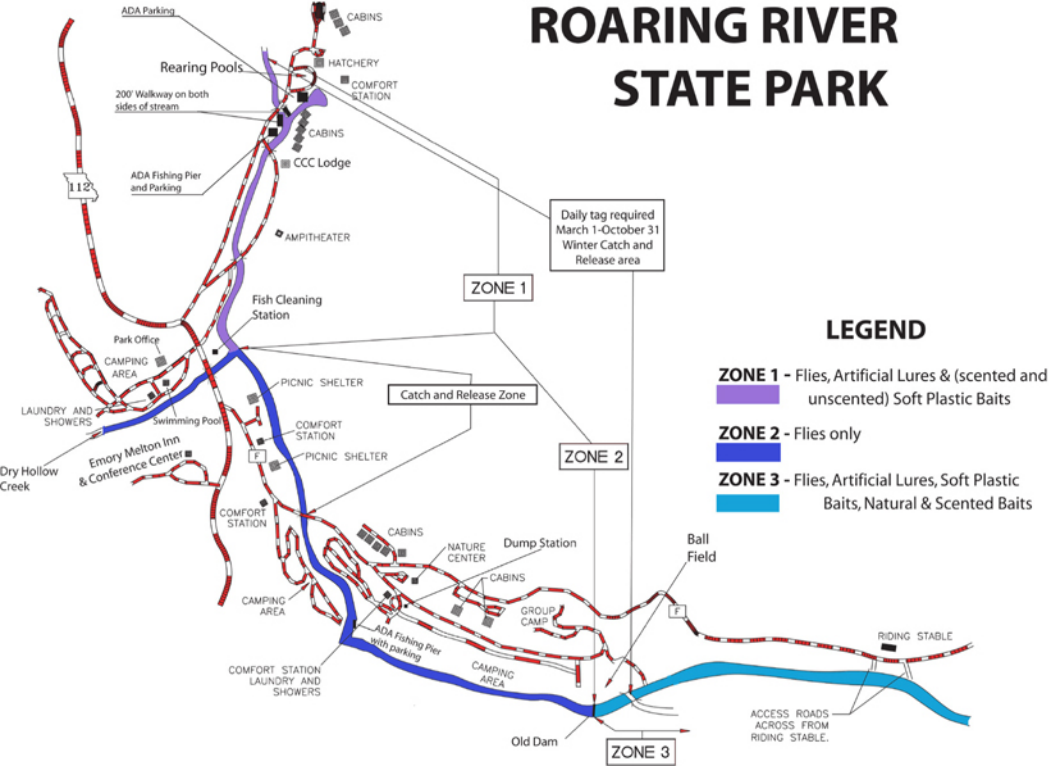 ROARING RIVER
STATE PARK
ADA Parking
CABINS
Rearing Pools
HATCHERY
COMFORT
STATION
200' Walkway on both
sides of stream
CABINS
CCC Lodge
ADA Fishing Pier
and Parking
112
Daily tag required
March 1-October 31
Winter Catch and
Release area
AMPITHEATER
ZONE 1
Fish Cleaning
Station
Park Office
CAMPING
AREA
PICNIC SHELTER
Catch and Release Zone
LAUNDRY AND
SHOWERS
Swimming Pool
COMFORT
STATION
Emory Melton Inn
& Conference Center
F
PICNIC SHELTER
ZONE 2
Dry Hollow
Creek
LEGEND
ZONE 1 - Flies, Artificial Lures & (scented and
unscented) Soft Plastic Baits
ZONE 2 - Flies only
ZONE 3 - Flies, Artificial Lures, Soft Plastic
Baits, Natural & Scented Baits
COMFORT
STATION
CABINS
NATURE
CENTER
Dump Station
Ball
Field
CABINS
CAMPING
AREA
GROUP
CAMP
F
RIDING STABLE
ADA Fishing Pier
with parking
COMFORT STATION
LAUNDRY AND
SHOWERS
CAMPING
AREA
ACCESS ROADS
ACROSS FROM
RIDING STABLE.
Old Dam
ZONE 3